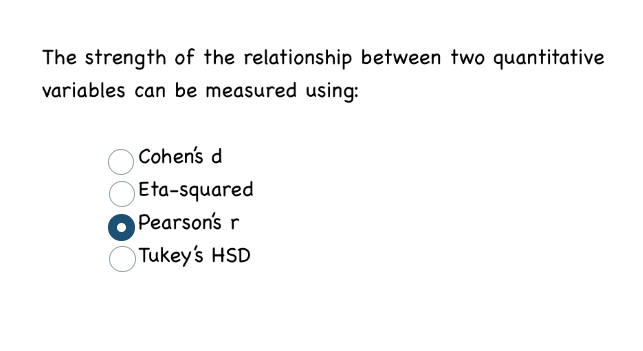 The strength of the relationship between two quantitative
variables can be measured using:
Cohen's d
Eta-squared
Pearson's r
Tukey's HSD